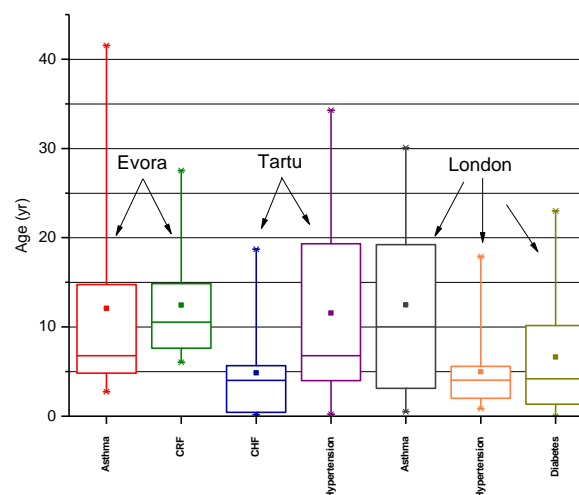 40
30
20
10
0
Age (yr)
Evora
Tartu
London
Asthma
CRF
CHF
Hypertension
Asthma
Hypertension
Diabetes